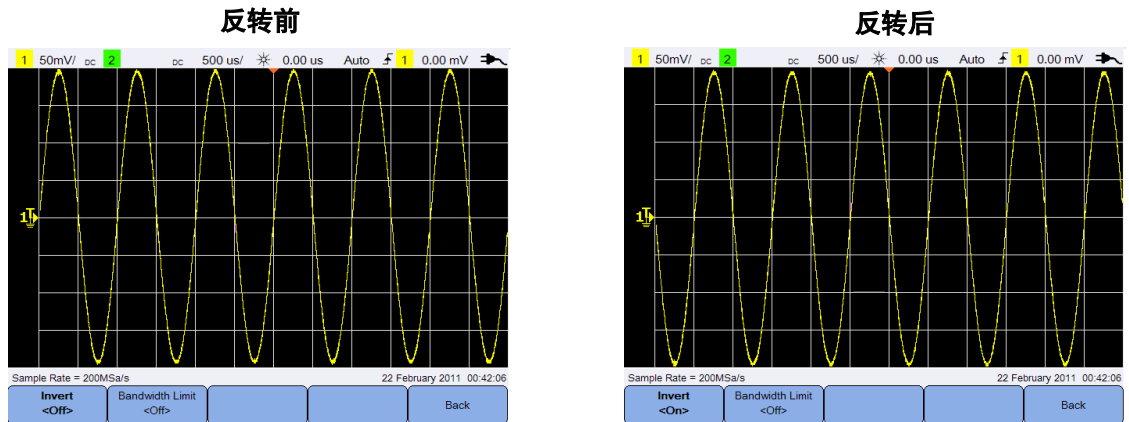 反转前
1 50mV/ DC 2 DC 500 us/ 0.00 us Auto 1 0.00 mV
1
Sample Rate = 200MSa/s 22 February 2011 00:42:06
Invert
<Off>
Bandwidth Limit
<Off>
Back
反转后
1 50mV/ DC 2 DC 500 us/ 0.00 us Auto 1 0.00 mV
1
Sample Rate = 200MSa/s 22 February 2011 00:42:06
Invert
<On>
Bandwidth Limit
<Off>
Back